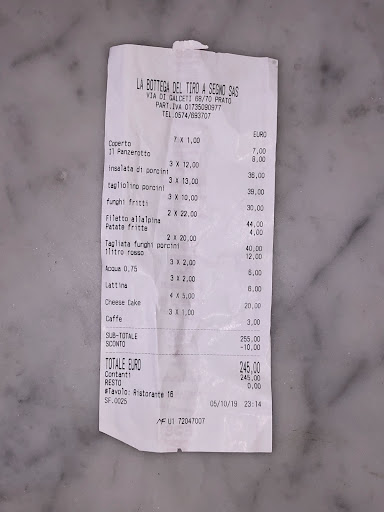 LA BOTTEGA DEL TIRO A SEGNO SAS
VIA DI GALCETI 68/70 PRATO
PART.IVA 01735090977
TEL.0574/693707
EURO
7 X 1,00
Coperto 7,00
Il Panzerotto 8,00
3 X 12,00
insalata di porcini 36,00
3 X 13,00
tagliolino porcini 39,00
3 X 10,00
funghi fritti 30,00
2 X 22,00
Filetto allalpina 44,00
Patate fritte 4,00
2 X 20,00
Tagliata funghi porcini 40,00
1litro rosso 12,00
3 X 2,00
Acqua 0,75 6,00
3 X 2,00
Lattina 6,00
4 X 5,00
Cheese Cake 20,00
3 X 1,00
Caffe 3,00
SUB-TOTALE 255,00
SCONTO -10,00
TOTALE EURO 245,00
Contanti 245,00
RESTO 0,00
#Tavolo: Ristorante 16
SF.0025 05/10/19 23:14
MF UI 72047007